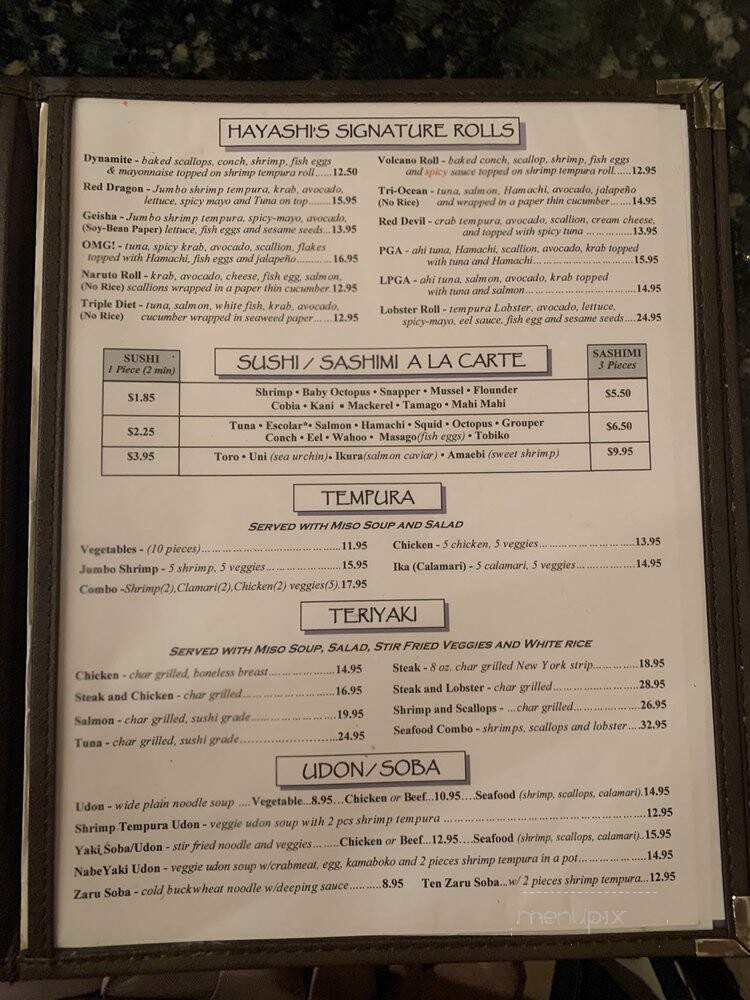 HAYASHI'S SIGNATURE ROLLS
Dynamite - baked scallops, conch, shrimp, fish eggs
& mayonnaise topped on shrimp tempura roll.....12.50
Red Dragon - Jumbo shrimp tempura, krab, avocado,
lettuce, spicy mayo and Tuna on top......15.95
Geisha - Jumbo shrimp tempura, spicy-mayo, avocado,
(Soy-Bean Paper) lettuce, fish eggs and sesame seeds...13.95
OMG! - tuna, spicy krab, avocado, scallion, flakes
topped with Hamachi, fish eggs and jalapeño............16.95
Naruto Roll - krab, avocado, cheese, fish egg, salmon,
(No Rice) scallions wrapped in a paper thin cucumber.12.95
Triple Diet - tuna, salmon, white fish, krab, avocado,
(No Rice) cucumber wrapped in seaweed paper......12.95
Volcano Roll - baked conch, scallop, shrimp, fish eggs
and spicy sauce topped on shrimp tempura roll......12.95
Tri-Ocean - tuna, salmon, Hamachi, avocado, jalapeño
(No Rice) and wrapped in a paper thin cucumber......14.95
Red Devil - crab tempura, avocado, scallion, cream cheese,
and topped with spicy tuna ..................13.95
PGA - ahi tuna, Hamachi, scallion, avocado, krab topped
with tuna and Hamachi..............................15.95
LPGA - ahi tuna, salmon, avocado, krab topped
with tuna and salmon.................................14.95
Lobster Roll - tempura Lobster, avocado, lettuce,
spicy-mayo, eel sauce, fish egg and sesame seeds....24.95
SUSHI
1 Piece (2 min)
SUSHI / SASHIMI A LA CARTE
SASHIMI
3 Pieces
$1.85
Shrimp • Baby Octopus • Snapper • Mussel • Flounder
Cobia • Kani • Mackerel • Tamago • Mahi Mahi
$5.50
$2.25
Tuna • Escolar*• Salmon • Hamachi • Squid • Octopus • Grouper
Conch • Eel • Wahoo • Masago(fish eggs) • Tobiko
$6.50
$3.95
Toro • Uni (sea urchin)• Ikura(salmon caviar) • Amaebi (sweet shrimp)
$9.95
TEMPURA
SERVED WITH MISO SOUP AND SALAD
Vegetables - (10 pieces).......................................11.95
Jumbo Shrimp - 5 shrimp, 5 veggies.....................15.95
Combo -Shrimp(2),Clamari(2),Chicken(2) veggies(5).17.95
Chicken - 5 chicken, 5 veggies...........................13.95
Ika (Calamari) - 5 calamari, 5 veggies..................14.95
TERIYAKI
SERVED WITH MISO SOUP, SALAD, STIR FRIED VEGGIES AND WHITE RICE
Chicken - char grilled, boneless breast...................14.95
Steak and Chicken - char grilled..........................16.95
Salmon - char grilled, sushi grade........................19.95
Tuna - char grilled, sushi grade...........................24.95
Steak - 8 oz. char grilled New York strip.............18.95
Steak and Lobster - char grilled.........................28.95
Shrimp and Scallops - ...char grilled....................26.95
Seafood Combo - shrimps, scallops and lobster....32.95
UDON/SOBA
Udon - wide plain noodle soup ....Vegetable...8.95...Chicken or Beef...10.95....Seafood (shrimp, scallops, calamari).14.95
Shrimp Tempura Udon - veggie udon soup with 2 pcs shrimp tempura ..........................................12.95
Yaki Soba/Udon - stir fried noodle and veggies.......Chicken or Beef...12.95....Seafood (shrimp, scallops, calamari)..15.95
NabeYaki Udon - veggie udon soup w/crabmeat, egg, kamaboko and 2 pieces shrimp tempura in a pot...................14.95
Zaru Soba - cold buckwheat noodle w/deeping sauce..........8.95 Ten Zaru Soba...w/ 2 pieces shrimp tempura...12.95
menupix